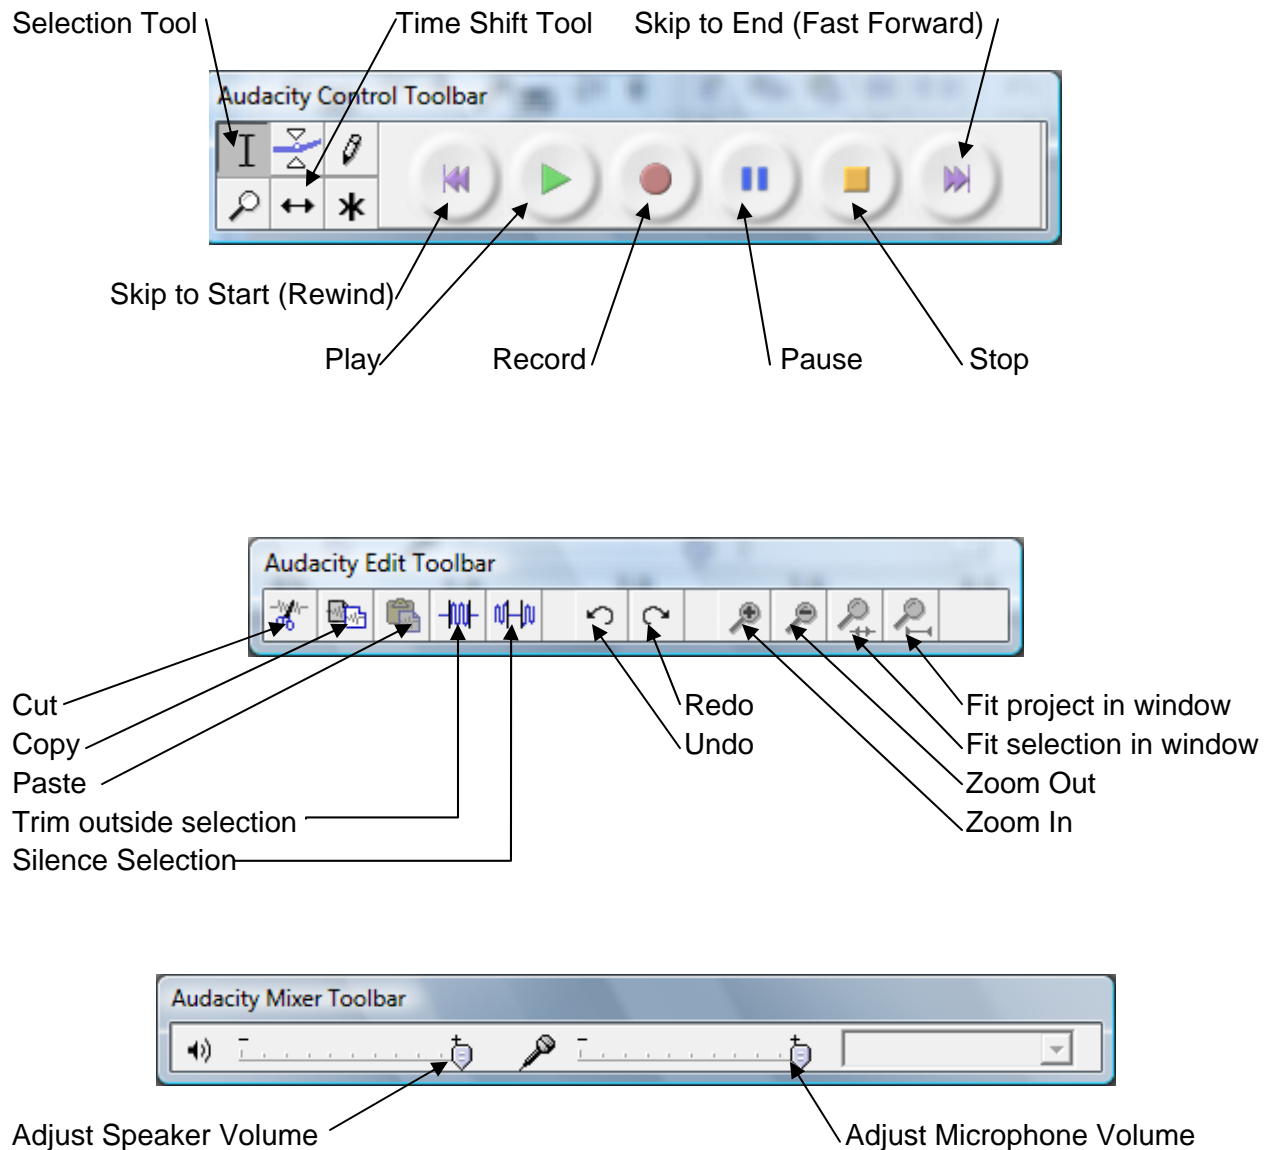 Selection Tool Time Shift Tool Skip to End (Fast Forward)
Audacity Control Toolbar
Skip to Start (Rewind)
Play Record Pause Stop
Audacity Edit Toolbar
Cut Redo Fit project in window
Copy Undo Fit selection in window
Paste Zoom Out
Trim outside selection Zoom In
Silence Selection
Audacity Mixer Toolbar
Adjust Speaker Volume Adjust Microphone Volume